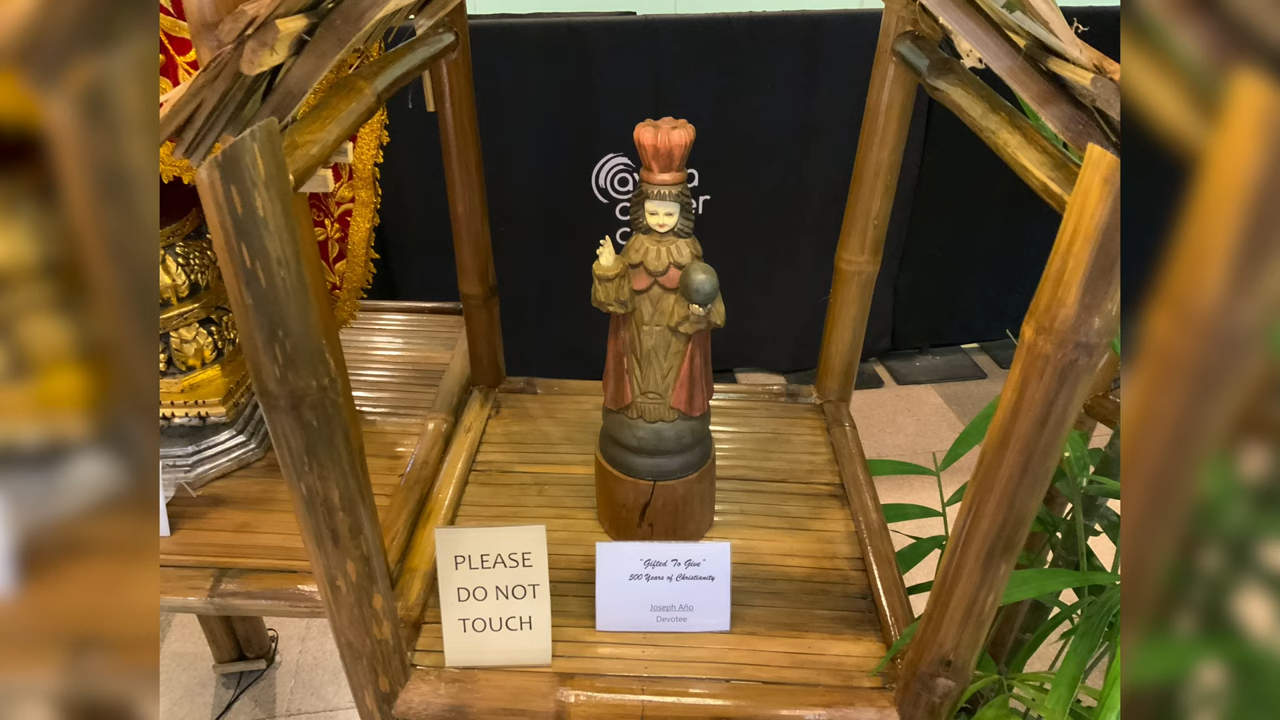 PLEASE
DO NOT
TOUCH
"Gifted To Give"
500 Years of Christianity
Joseph Año
Devotee